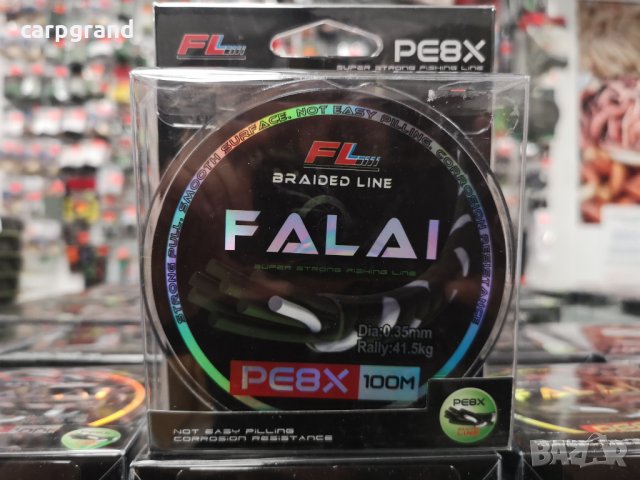 carpgrand
FL
PE8X
SUPER STRONG FISHING LINE
STRONG PULL. SMOOTH SURFACE. NOT EASY PILLING. CORROSION RESISTANCE
FL
BRAIDED LINE
FALAI
SUPER STRONG FISHING LINE
Dia:0.35mm
Rally:41.5kg
PE8X 100M
PE8X
NOT EASY PILLING
CORROSION RESISTANCE
BAZAR
bg